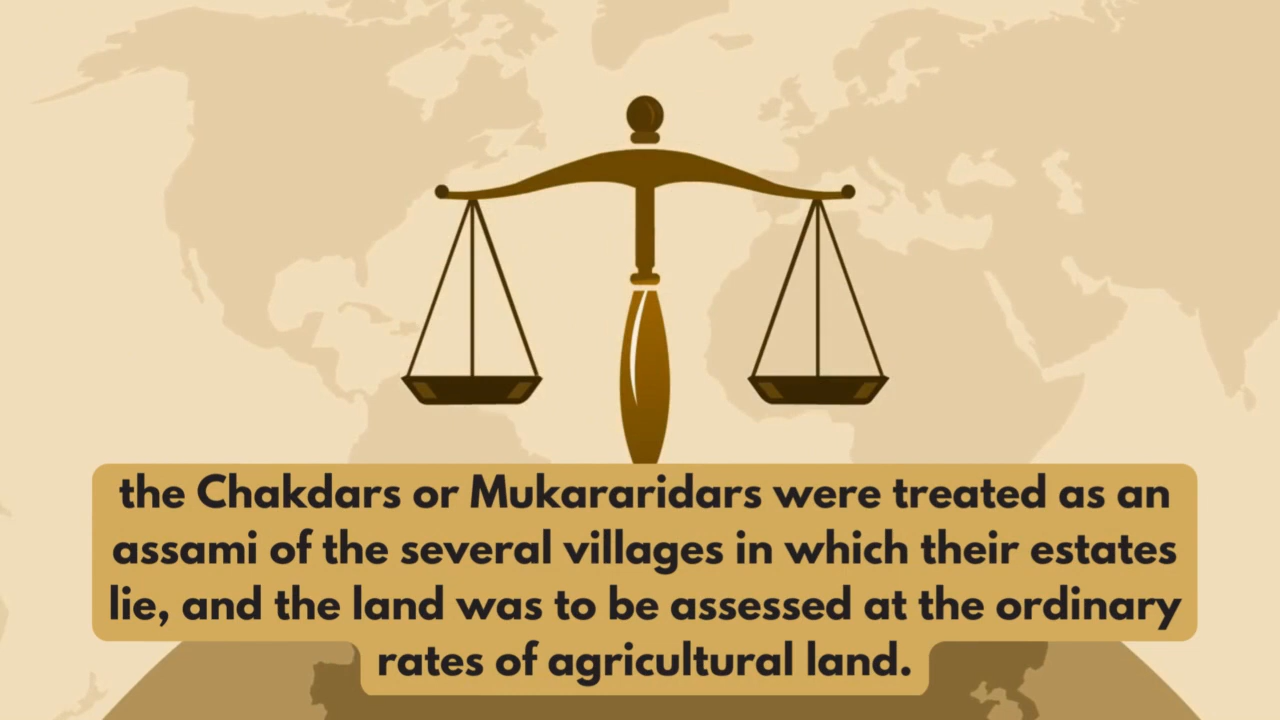 the Chakdars or Mukararidars were treated as an
assami of the several villages in which their estates
lie, and the land was to be assessed at the ordinary
rates of agricultural land.